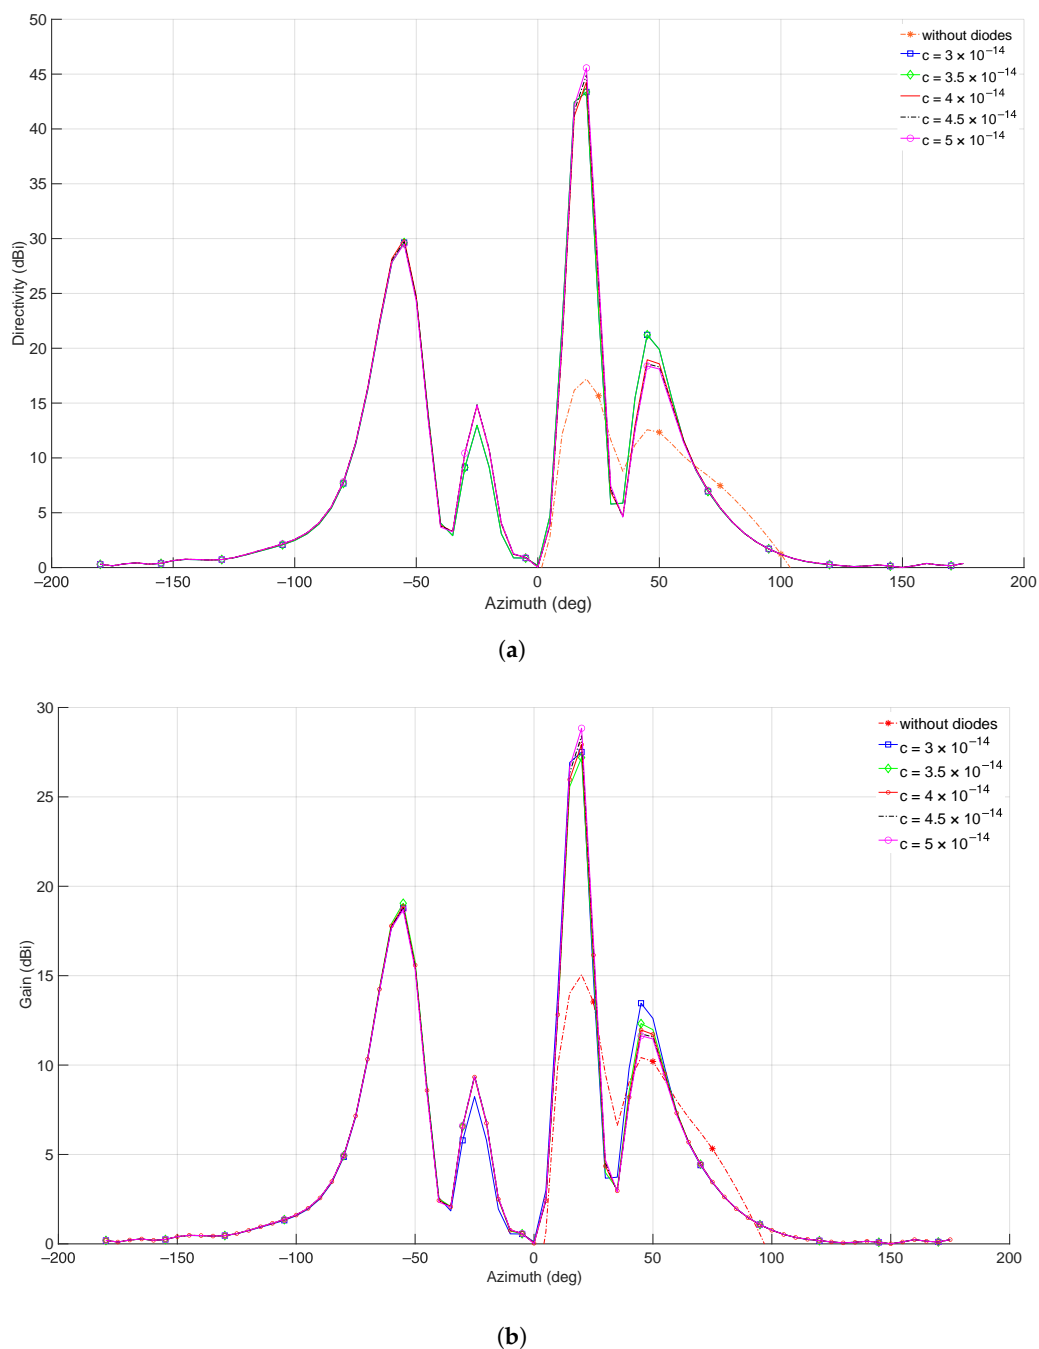 50
45
40
35
30
25
20
15
10
5
0
Directivity (dBi)
−200 −150 −100 −50 0 50 100 150 200
Azimuth (deg)
without diodes
c = 3 × 10^−14
c = 3.5 × 10^−14
c = 4 × 10^−14
c = 4.5 × 10^−14
c = 5 × 10^−14
(a)
30
25
20
15
10
5
0
Gain (dBi)
−200 −150 −100 −50 0 50 100 150 200
Azimuth (deg)
without diodes
c = 3 × 10^−14
c = 3.5 × 10^−14
c = 4 × 10^−14
c = 4.5 × 10^−14
c = 5 × 10^−14
(b)